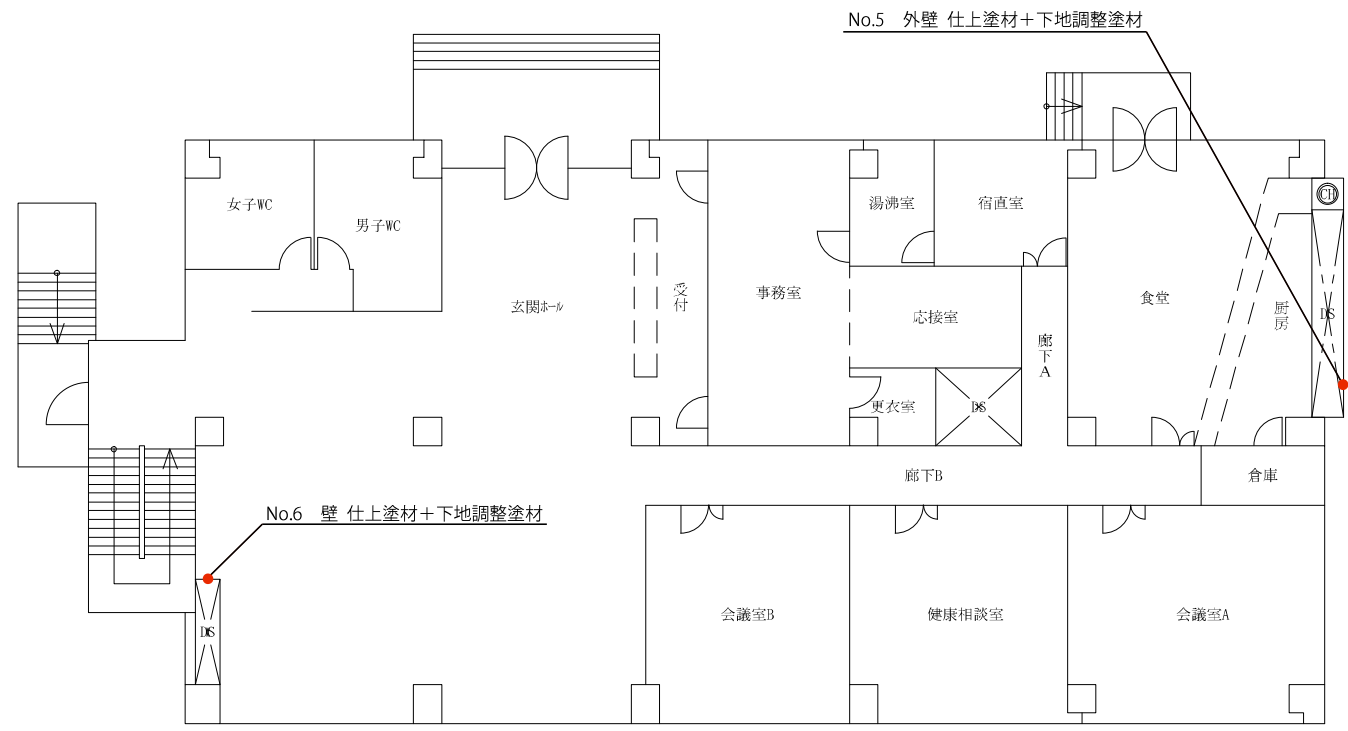 No.5 外壁 仕上塗材＋下地調整塗材
女子WC
男子WC
玄関ホール
受付
事務室
湯沸室
宿直室
応接室
更衣室
DS
廊下A
食堂
厨房
CH
DS
廊下B
倉庫
No.6 壁 仕上塗材＋下地調整塗材
DS
会議室B
健康相談室
会議室A